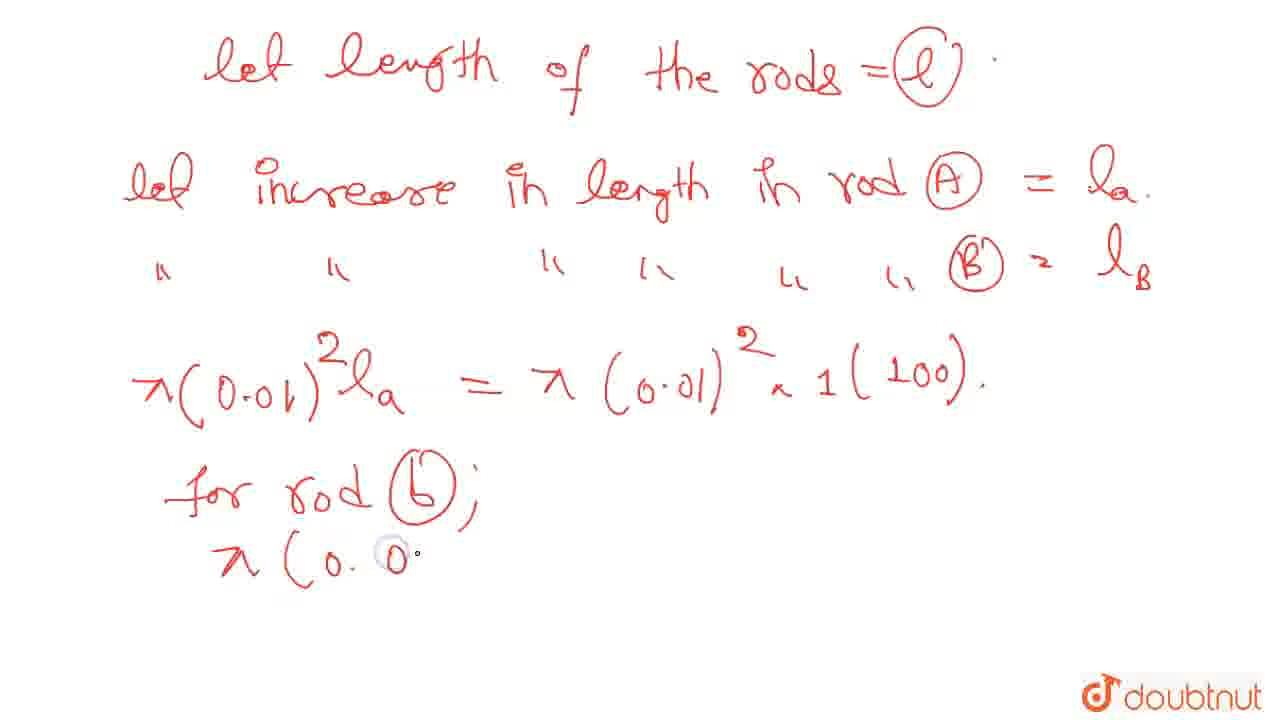 let length of the rods = l
let increase in length in rod A = la.
" " " " " " B = lB
π(0.01)² la = π (0.01)² × 1 (100).
for rod b;
π (0. 0
doubtnut